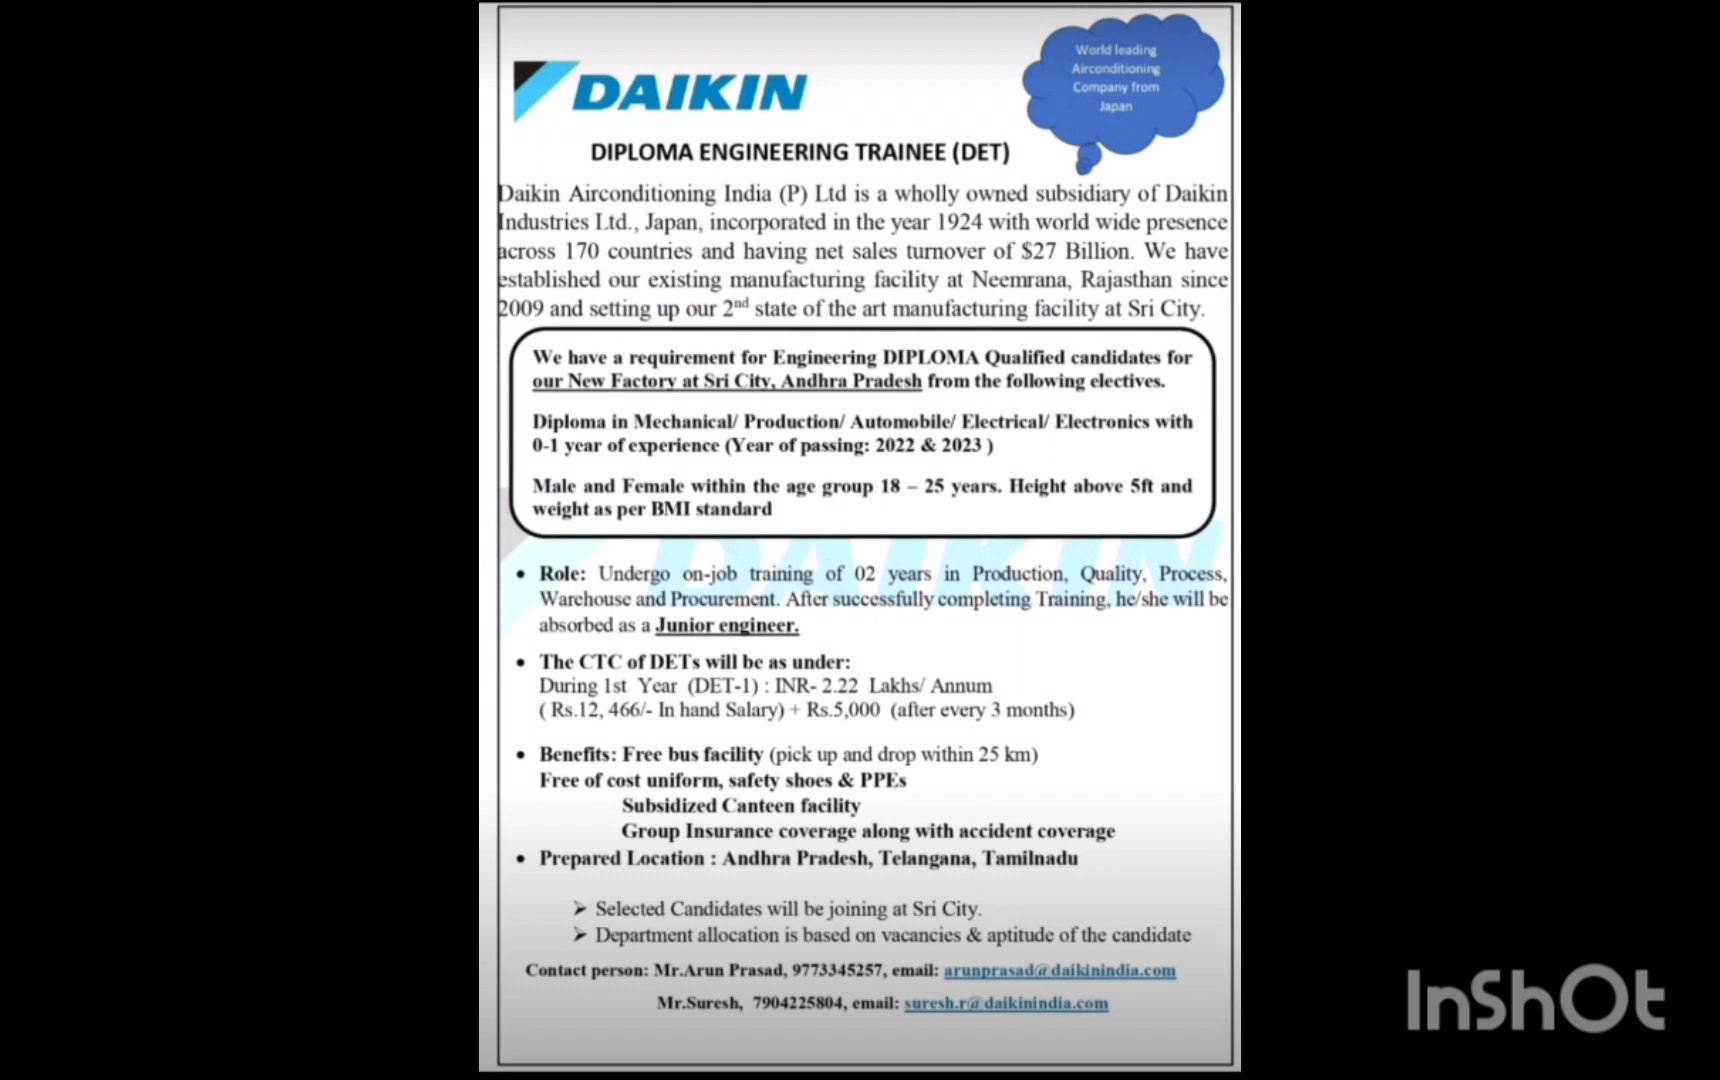 World leading
Airconditioning
Company from
Japan
DAIKIN
DIPLOMA ENGINEERING TRAINEE (DET)
Daikin Airconditioning India (P) Ltd is a wholly owned subsidiary of Daikin
Industries Ltd., Japan, incorporated in the year 1924 with world wide presence
across 170 countries and having net sales turnover of $27 Billion. We have
established our existing manufacturing facility at Neemrana, Rajasthan since
2009 and setting up our 2nd state of the art manufacturing facility at Sri City.
We have a requirement for Engineering DIPLOMA Qualified candidates for
our New Factory at Sri City, Andhra Pradesh from the following electives.
Diploma in Mechanical/ Production/ Automobile/ Electrical/ Electronics with
0-1 year of experience (Year of passing: 2022 & 2023 )
Male and Female within the age group 18 – 25 years. Height above 5ft and
weight as per BMI standard
DAIKIN
• Role: Undergo on-job training of 02 years in Production, Quality, Process,
Warehouse and Procurement. After successfully completing Training, he/she will be
absorbed as a Junior engineer.
• The CTC of DETs will be as under:
During 1st Year (DET-1) : INR- 2.22 Lakhs/ Annum
( Rs.12, 466/- In hand Salary) + Rs.5,000 (after every 3 months)
• Benefits: Free bus facility (pick up and drop within 25 km)
Free of cost uniform, safety shoes & PPEs
Subsidized Canteen facility
Group Insurance coverage along with accident coverage
• Prepared Location : Andhra Pradesh, Telangana, Tamilnadu
➢ Selected Candidates will be joining at Sri City.
➢ Department allocation is based on vacancies & aptitude of the candidate
Contact person: Mr.Arun Prasad, 9773345257, email: arunprasad@daikinindia.com
Mr.Suresh, 7904225804, email: suresh.r@daikinindia.com
InShOt